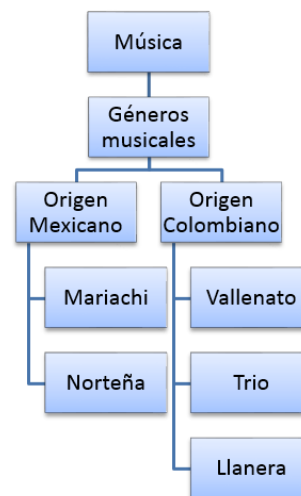 Música
Géneros
musicales
Origen
Mexicano
Origen
Colombiano
Mariachi
Vallenato
Norteña
Trio
Llanera